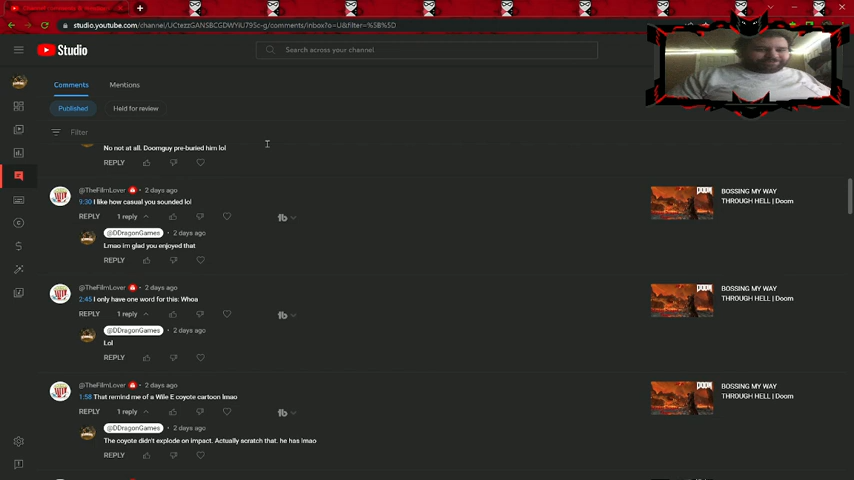 studio.youtube.com/channel/UCtezzGANSBCGDWYiU795c-g/comments/inbox?o=U&filter=%5B%5D
Studio
Search across your channel
Comments
Mentions
Published
Held for review
Filter
No not at all. Doomguy pre-buried him lol
REPLY
@TheFilmLover 2 days ago
9:30 I like how casual you sounded lol
REPLY 1 reply
@DDragonGames • 2 days ago
Lmao im glad you enjoyed that
REPLY
BOSSING MY WAY
THROUGH HELL | Doom
@TheFilmLover 2 days ago
2:45 I only have one word for this: Whoa
REPLY 1 reply
@DDragonGames • 2 days ago
Lol
REPLY
BOSSING MY WAY
THROUGH HELL | Doom
@TheFilmLover 2 days ago
1:58 That remind me of a Wile E coyote cartoon lmao
REPLY 1 reply
@DDragonGames • 2 days ago
The coyote didn't explode on impact. Actually scratch that. he has lmao
REPLY
DOOM
BOSSING MY WAY
THROUGH HELL | Doom